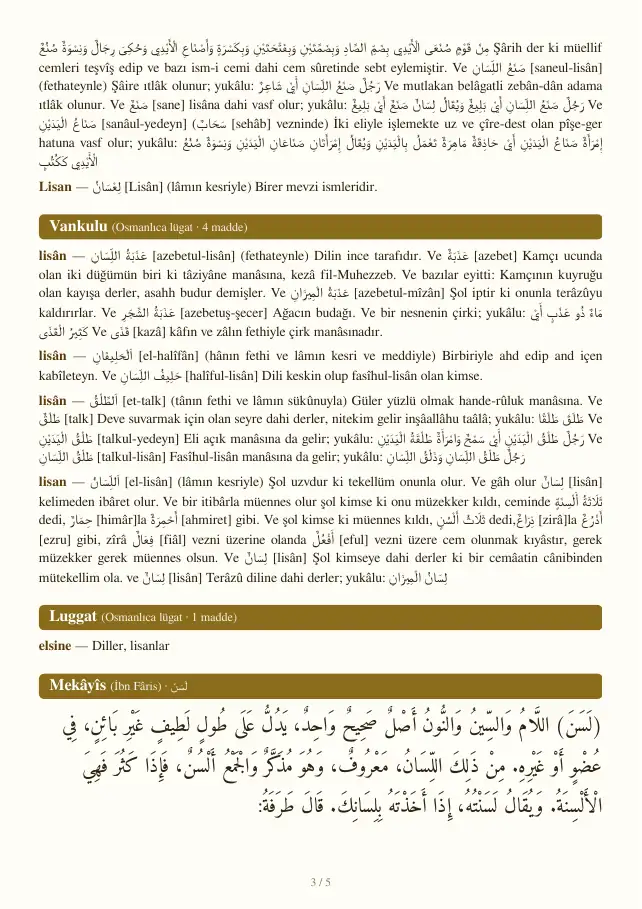 مِنْ قَوْمٍ صُنْعَى الْأَيْدِي بِضَمِّ الصَّادِ وَبِضَمَّتَيْنِ وَبِفَتْحَتَيْنِ وَبِكَسْرَةٍ وَأَصْنَاعِ الْأَيْدِي وَحُكِيَ رِجَالٌ وَنِسْوَةٌ صُنُعٌ Şârih der ki müellif
cemleri teşvîş edip ve bazı ism-i cemi dahi cem sûretinde sebt eylemiştir. Ve صَنَعُ اللِّسَانِ [saneul-lisân]
(fethateynle) Şâire ıtlâk olunur; yukâlu: رَجُلٌ صَنَعُ اللِّسَانِ أَيْ شَاعِرٌ Ve mutlakan belâgatli zebân-dân adama
ıtlâk olunur. Ve صَنَعٌ [sane] lisâna dahi vasf olur; yukâlu: رَجُلٌ صَنَعُ اللِّسَانِ أَيْ بَلِيغٌ وَيُقَالُ لِسَانٌ صَنَعٌ أَيْ بَلِيغٌ Ve
صَنَاعُ الْيَدَيْنِ [sanâul-yedeyn] (سَحَابٌ [sehâb] vezninde) İki eliyle işlemekte uz ve çîre-dest olan pîşe-ger
hatuna vasf olur; yukâlu: إِمْرَأَةٌ صَنَاعُ الْيَدَيْنِ أَيْ حَاذِقَةٌ مَاهِرَةٌ تَعْمَلُ بِالْيَدَيْنِ وَيُقَالُ إِمْرَأَتَانِ صَنَاعَانِ الْيَدَيْنِ وَنِسْوَةٌ صُنُعُ
الْأَيْدِي كَكُتُبٍ
Lisan — لِعْسَانٌ [Lisân] (lâmın kesriyle) Birer mevzi ismleridir.
Vankulu (Osmanlıca lügat · 4 madde)
lisân — عَذَبَةُ اللِّسَانِ [azebetul-lisân] (fethateynle) Dilin ince tarafıdır. Ve عَذَبَةٌ [azebet] Kamçı ucunda
olan iki düğümün biri ki tâziyâne manâsına, kezâ fil-Muhezzeb. Ve bazılar eyitti: Kamçının kuyruğu
olan kayışa derler, asahh budur demişler. Ve عَذَبَةُ الْمِيزَانِ [azebetul-mîzân] Şol iptir ki onunla terâzûyu
kaldırırlar. Ve عَذَبَةُ الشَّجَرِ [azebetuş-şecer] Ağacın budağı. Ve bir nesnenin çirki; yukâlu: مَاءٌ ذُو عَذَبٍ أَيْ
كَثِيرُ الْقَذَى Ve قَذَى [kazâ] kâfın ve zâlın fethiyle çirk manâsınadır.
lisân — اَلْحَلِيفَانِ [el-halîfân] (hânın fethi ve lâmın kesri ve meddiyle) Birbiriyle ahd edip and içen
kabîleteyn. Ve حَلِيفُ اللِّسَانِ [halîful-lisân] Dili keskin olup fasîhul-lisân olan kimse.
lisân — اَلطَّلْقُ [et-talk] (tânın fethi ve lâmın sükûnuyla) Güler yüzlü olmak hande-rûluk manâsına. Ve
طَلْقٌ [talk] Deve suvarmak için olan seyre dahi derler, nitekim gelir inşâallâhu taâlâ; yukâlu: طَلَقَ طَلْقًا Ve
طَلْقُ الْيَدَيْنِ [talkul-yedeyn] Eli açık manâsına da gelir; yukâlu: رَجُلٌ طَلْقُ الْيَدَيْنِ أَيْ سَمْحٌ وَامْرَأَةٌ طَلْقَةُ الْيَدَيْنِ Ve
طَلْقُ اللِّسَانِ [talkul-lisân] Fasîhul-lisân manâsına da gelir; yukâlu: رَجُلٌ طَلْقُ اللِّسَانِ وَذَلْقُ اللِّسَانِ
lisan — اَللِّسَانُ [el-lisân] (lâmın kesriyle) Şol uzvdur ki tekellüm onunla olur. Ve gâh olur لِسَانٌ [lisân]
kelimeden ibâret olur. Ve bir itibârla müennes olur şol kimse ki onu müzekker kıldı, ceminde ثَلَاثَةُ أَلْسِنَةٍ
dedi, حِمَارٌ [himâr]la أَحْمِرَةٌ [ahmiret] gibi. Ve şol kimse ki müennes kıldı, ثَلَاثُ أَلْسُنٍ dedi, ذِرَاعٌ [zirâ]la أَذْرُعٌ
[ezru] gibi, zîrâ فِعَالٌ [fiâl] vezni üzerine olanda أَفْعُلٌ [eful] vezni üzere cem olunmak kıyâstır, gerek
müzekker gerek müennes olsun. Ve لِسَانٌ [lisân] Şol kimseye dahi derler ki bir cemâatin cânibinden
mütekellim ola. ve لِسَانٌ [lisân] Terâzû diline dahi derler; yukâlu: لِسَانُ الْمِيزَانِ
Luggat (Osmanlıca lügat · 1 madde)
elsine — Diller, lisanlar
Mekâyîs (İbn Fâris) · لسن
(لَسَنَ) اللَّامُ وَالسِّينُ وَالنُّونُ أَصْلٌ صَحِيحٌ وَاحِدٌ، يَدُلُّ عَلَى طُولٍ لَطِيفٍ غَيْرِ بَائِنٍ، فِي
عُضْوٍ أَوْ غَيْرِهِ. مِنْ ذَلِكَ اللِّسَانُ، مَعْرُوفٌ، وَهُوَ مُذَكَّرٌ وَالْجَمْعُ أَلْسُنٌ، فَإِذَا كَثُرَ فَهِيَ
الْأَلْسِنَةُ. وَيُقَالُ لَسَنْتُهُ، إِذَا أَخَذْتَهُ بِلِسَانِكَ. قَالَ طَرَفَةُ:
3 / 5